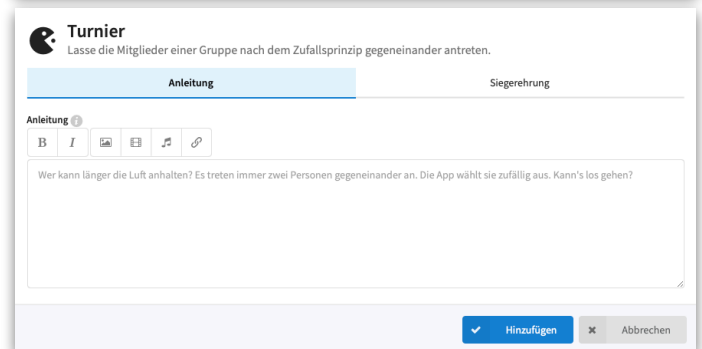 Turnier
Lasse die Mitglieder einer Gruppe nach dem Zufallsprinzip gegeneinander antreten.
Anleitung
Siegerehrung
Anleitung
B I
Wer kann länger die Luft anhalten? Es treten immer zwei Personen gegeneinander an. Die App wählt sie zufällig aus. Kann's los gehen?
Hinzufügen
Abbrechen